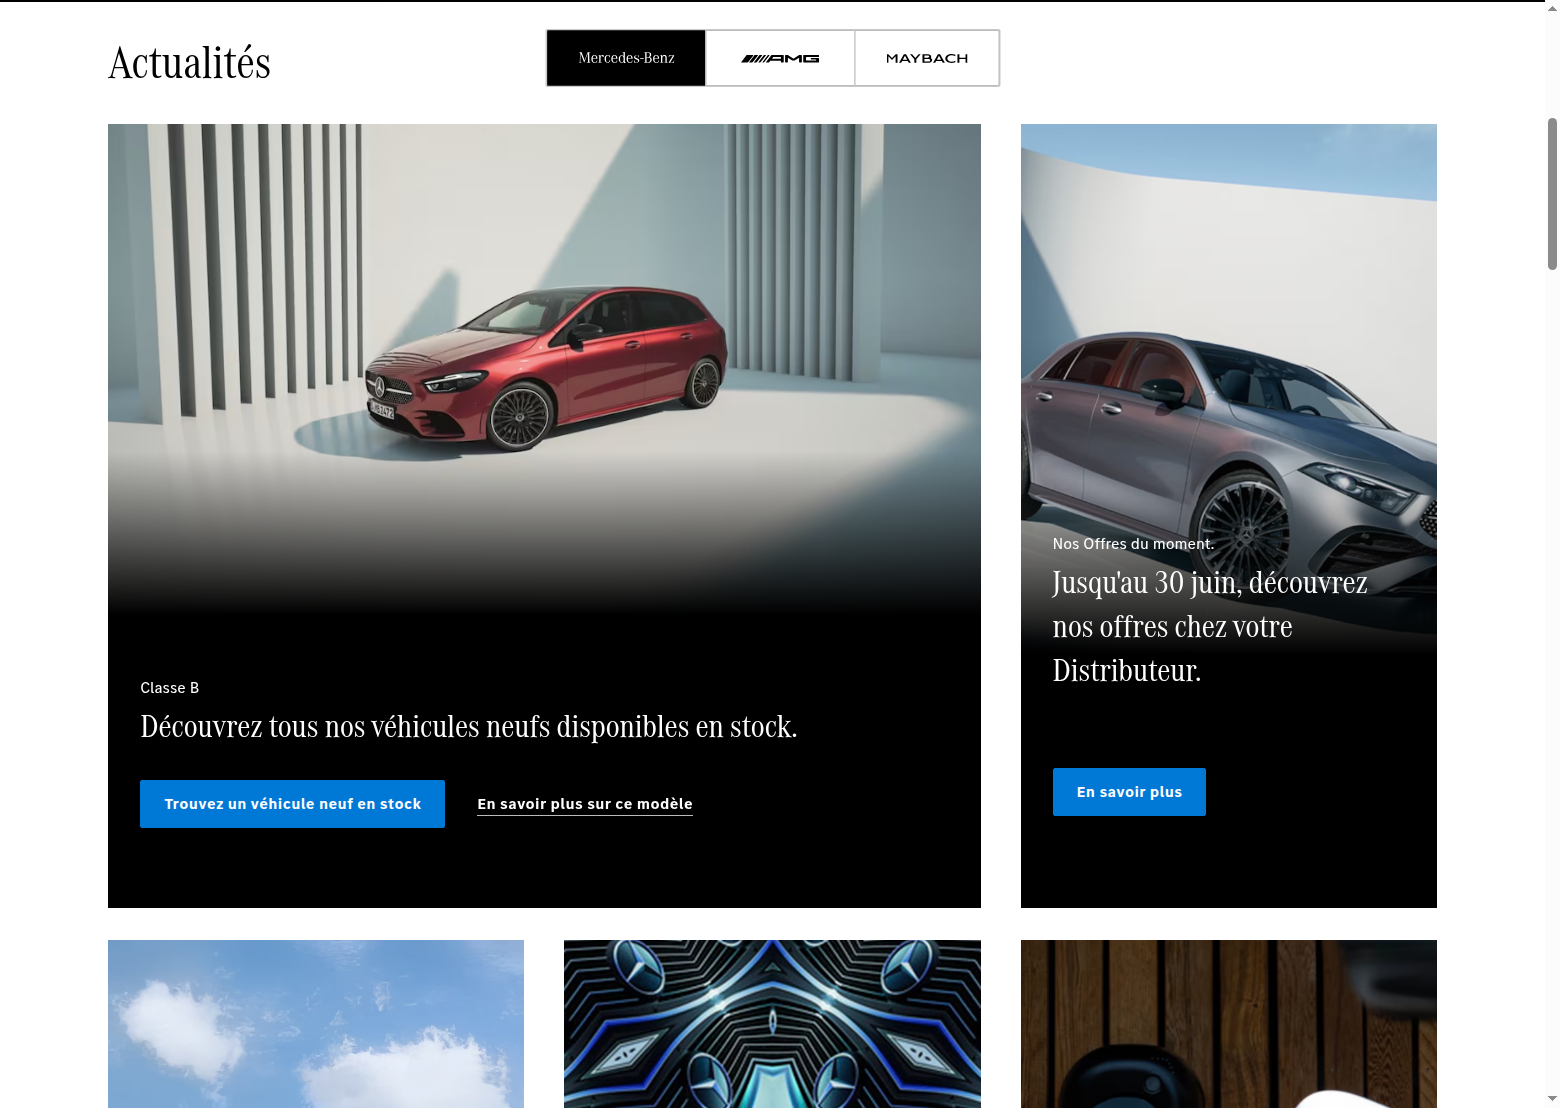 Actualités
Mercedes-Benz
AMG
MAYBACH
Classe B
Découvrez tous nos véhicules neufs disponibles en stock.
Trouvez un véhicule neuf en stock
En savoir plus sur ce modèle
Nos Offres du moment.
Jusqu'au 30 juin, découvrez
nos offres chez votre
Distributeur.
En savoir plus